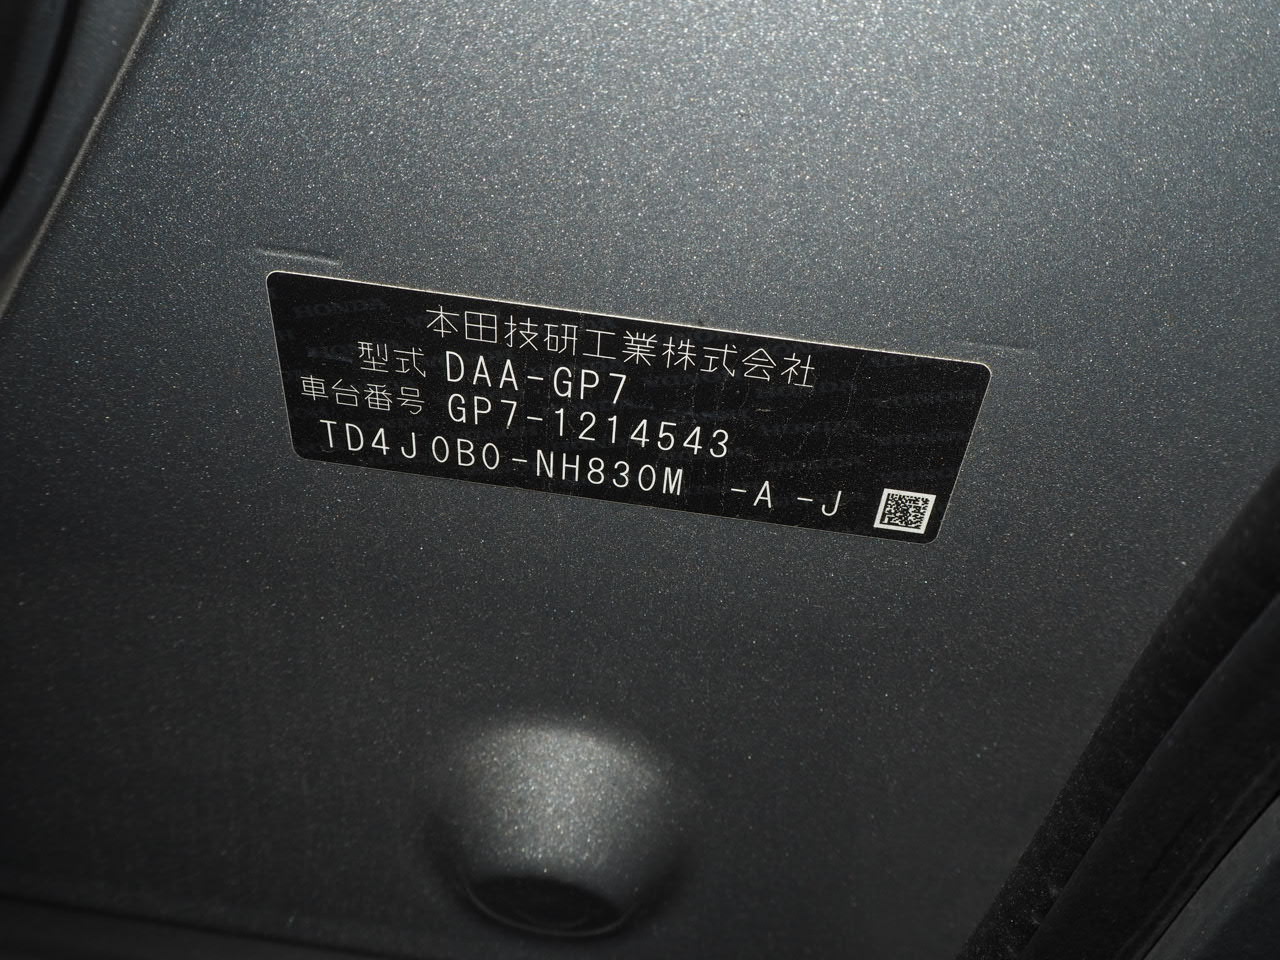 本田技研工業株式会社
型式 DAA-GP7
車台番号 GP7-1214543
TD4J0B0-NH830M -A -J